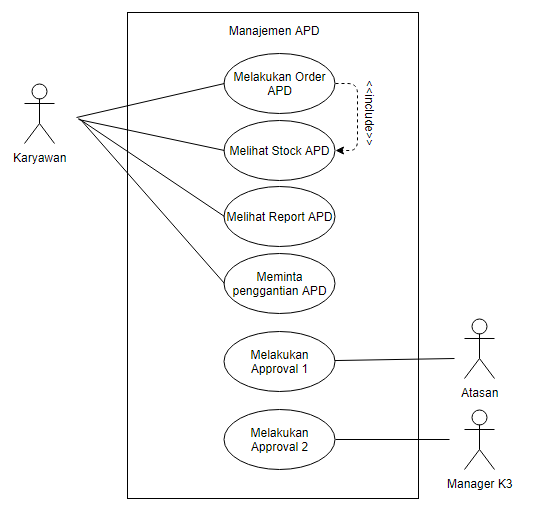 Manajemen APD
Melakukan Order
APD
<<include>>
Karyawan
Melihat Stock APD
Melihat Report APD
Meminta
penggantian APD
Melakukan
Approval 1
Atasan
Melakukan
Approval 2
Manager K3